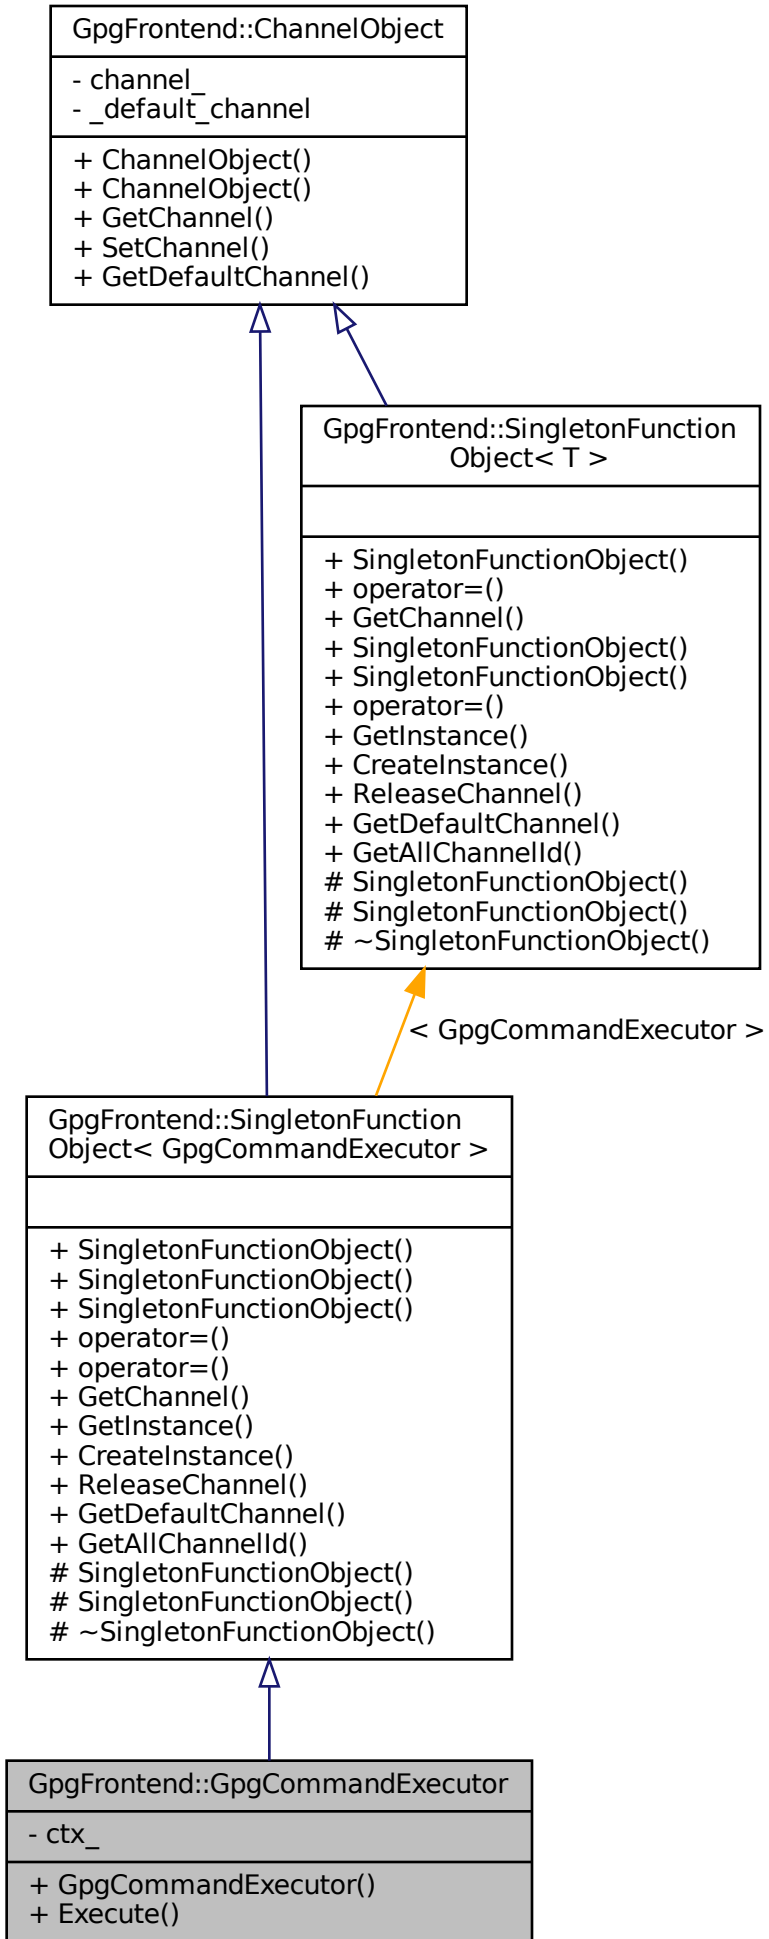 GpgFrontend::ChannelObject
- channel_
- _default_channel
+ ChannelObject()
+ ChannelObject()
+ GetChannel()
+ SetChannel()
+ GetDefaultChannel()
GpgFrontend::SingletonFunction
Object< T >
+ SingletonFunctionObject()
+ operator=()
+ GetChannel()
+ SingletonFunctionObject()
+ SingletonFunctionObject()
+ operator=()
+ GetInstance()
+ CreateInstance()
+ ReleaseChannel()
+ GetDefaultChannel()
+ GetAllChannelId()
# SingletonFunctionObject()
# SingletonFunctionObject()
# ~SingletonFunctionObject()
< GpgCommandExecutor >
GpgFrontend::SingletonFunction
Object< GpgCommandExecutor >
+ SingletonFunctionObject()
+ SingletonFunctionObject()
+ SingletonFunctionObject()
+ operator=()
+ operator=()
+ GetChannel()
+ GetInstance()
+ CreateInstance()
+ ReleaseChannel()
+ GetDefaultChannel()
+ GetAllChannelId()
# SingletonFunctionObject()
# SingletonFunctionObject()
# ~SingletonFunctionObject()
GpgFrontend::GpgCommandExecutor
- ctx_
+ GpgCommandExecutor()
+ Execute()